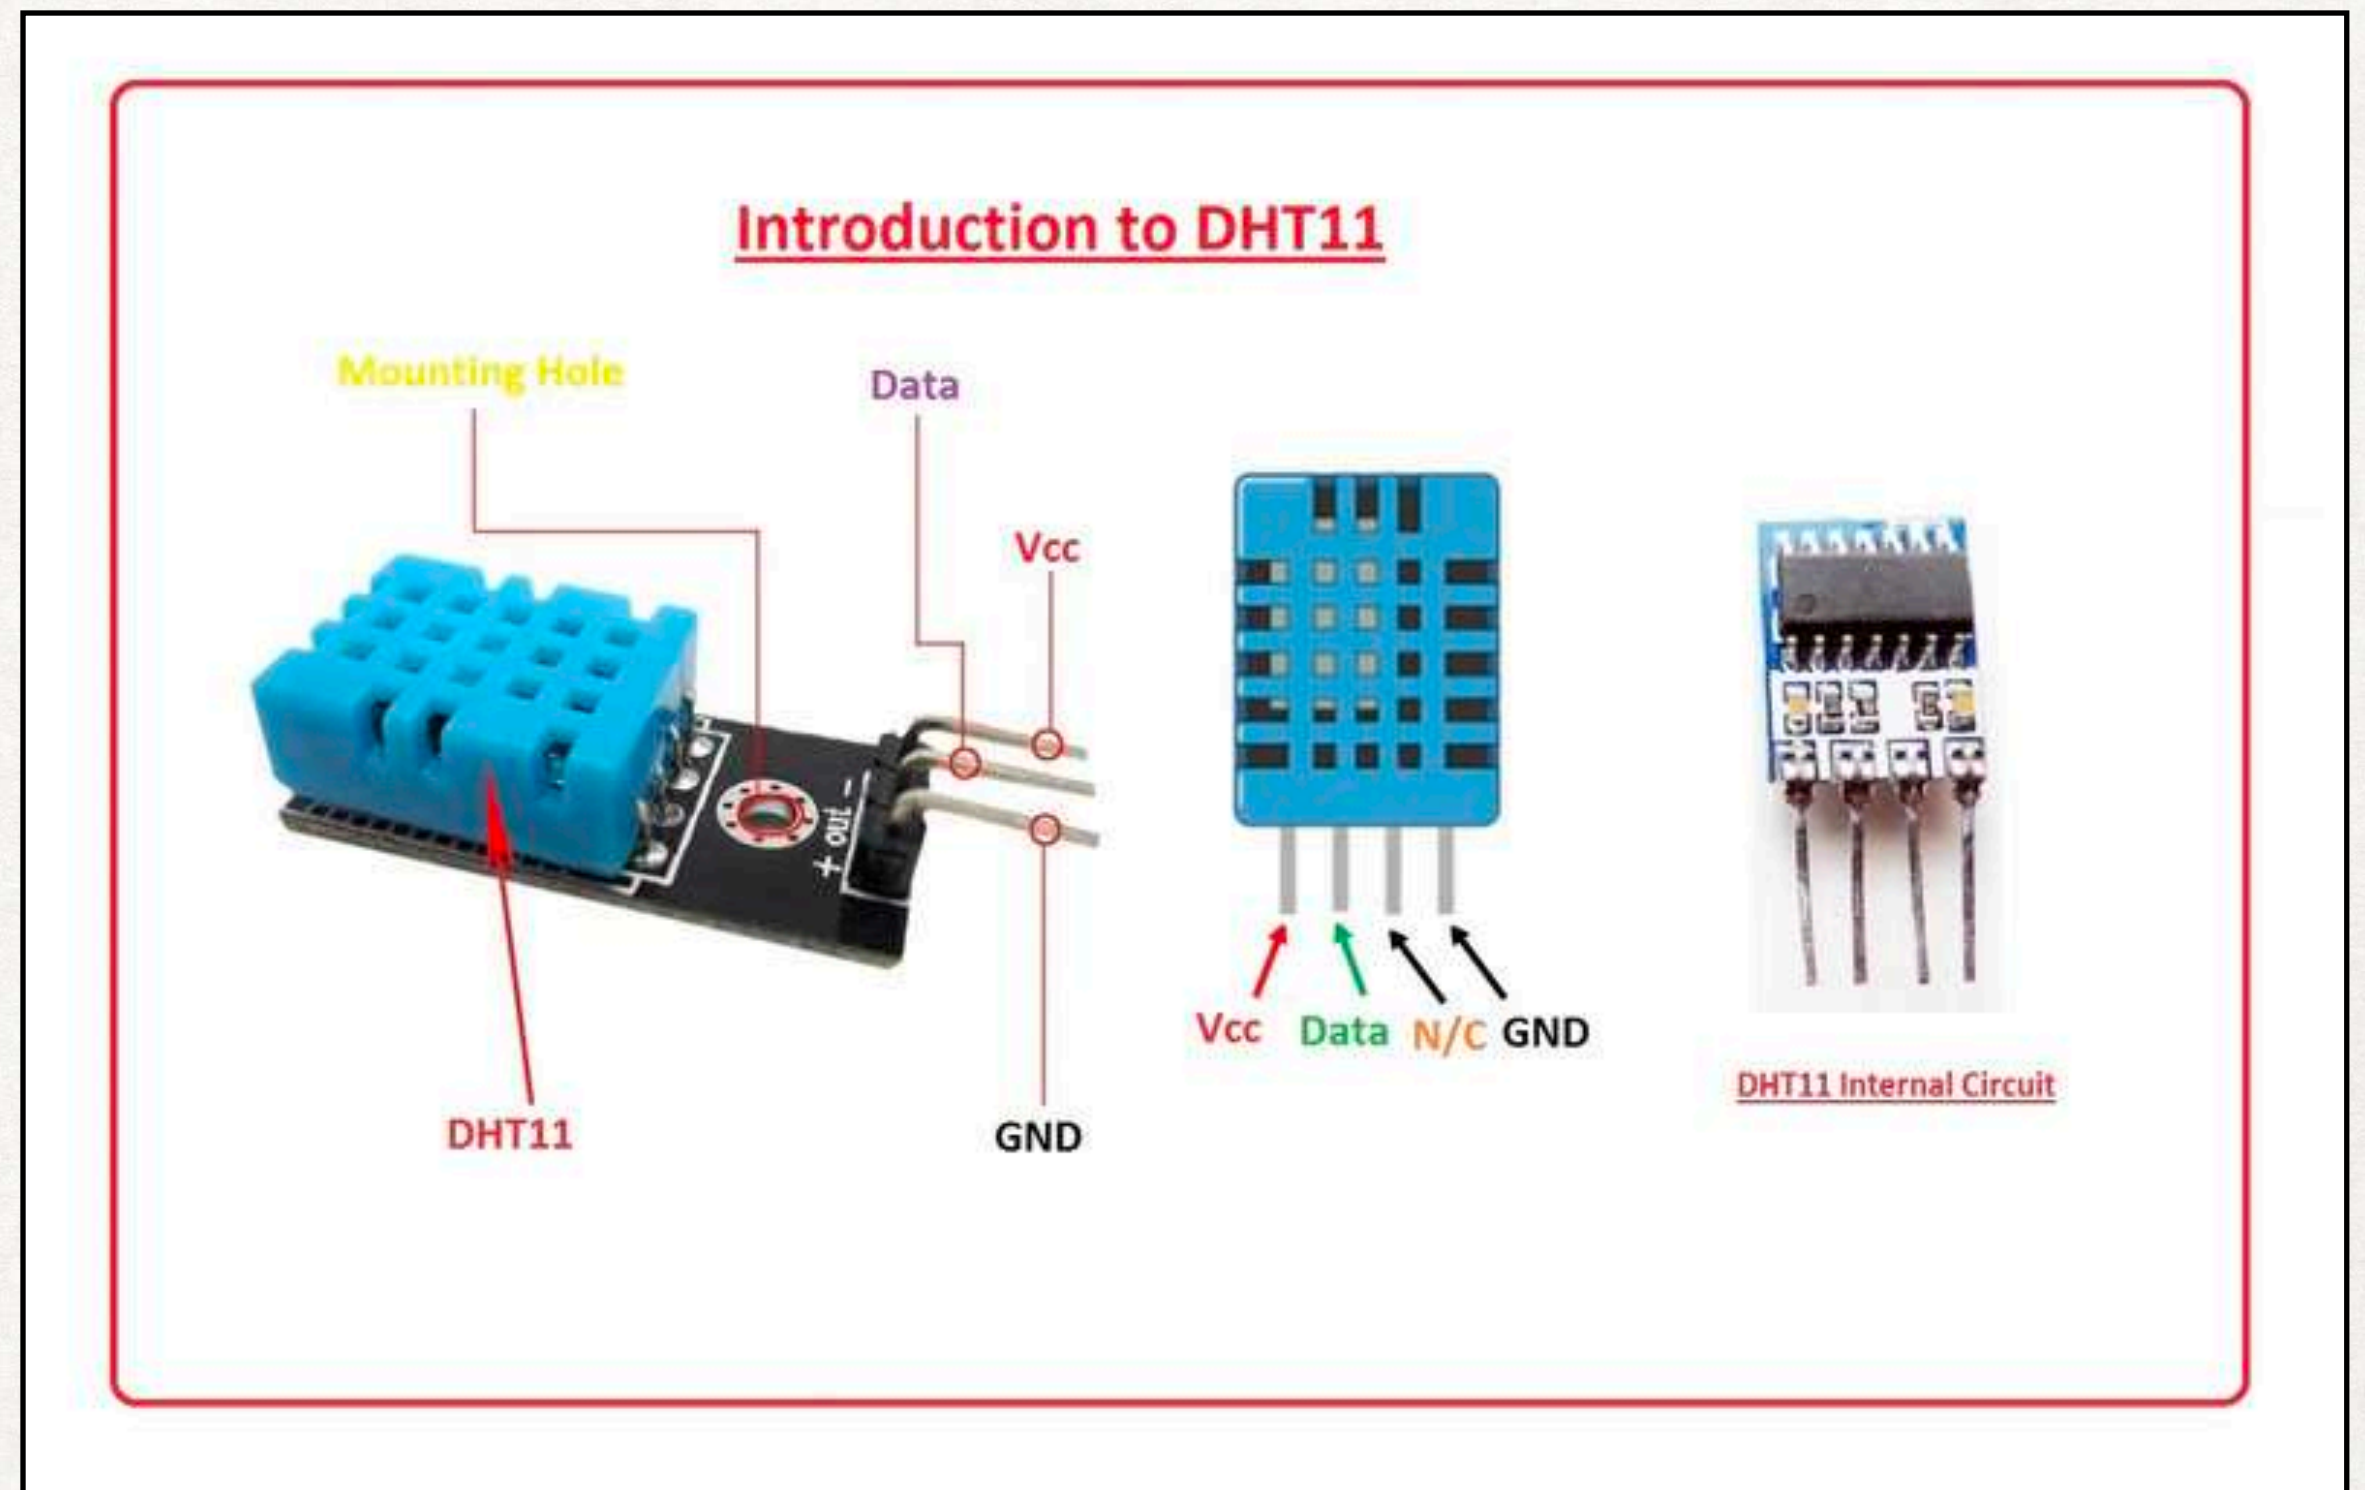 Introduction to DHT11
Mounting Hole
Data
Vcc
+ out -
DHT11
GND
Vcc Data N/C GND
DHT11 Internal Circuit